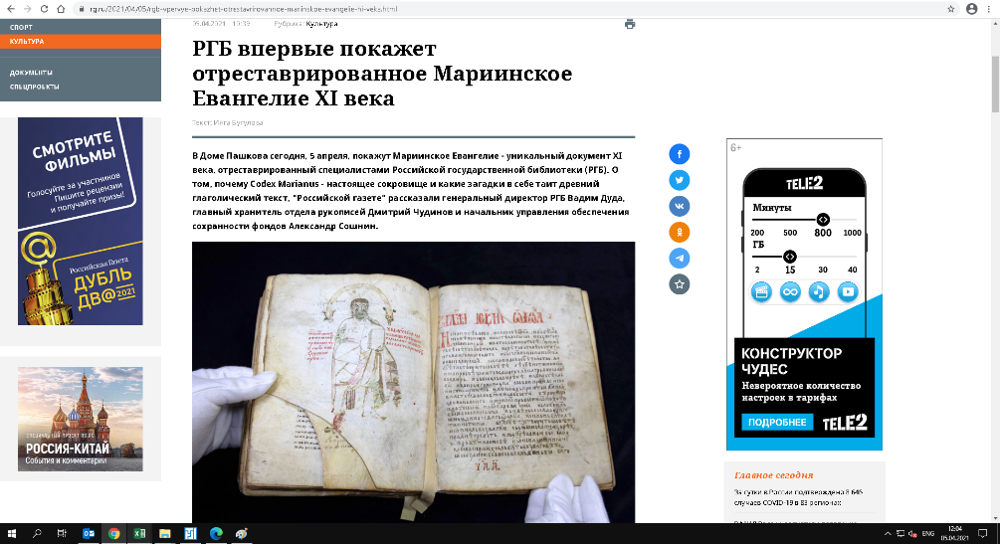 rg.ru/2021/04/05/rgb-vpervye-pokazhet-otrestavrirovannoe-mariinskoe-evangelie-hi-veka.html
СПОРТ
КУЛЬТУРА
ДОКУМЕНТЫ
СПЕЦПРОЕКТЫ
СМОТРИТЕ
ФИЛЬМЫ
Голосуйте за участников
Пишите рецензии
и получайте призы!
Российская Газета
ДУБЛЬ
ДВ@2021
СПЕЦИАЛЬНЫЙ ПРОЕКТ RG.RU
РОССИЯ-КИТАЙ
События и комментарии
05.04.2021 10:39 Рубрика: Культура
РГБ впервые покажет
отреставрированное Мариинское
Евангелие XI века
Текст: Инга Бугулова
В Доме Пашкова сегодня, 5 апреля, покажут Мариинское Евангелие - уникальный документ XI
века, отреставрированный специалистами Российской государственной библиотеки (РГБ). О
том, почему Codex Marianus - настоящее сокровище и какие загадки в себе таит древний
глаголический текст, "Российской газете" рассказали генеральный директор РГБ Вадим Дуда,
главный хранитель отдела рукописей Дмитрий Чудинов и начальник управления обеспечения
сохранности фондов Александр Сошнин.
6+
TELE2
Минуты
200 500 800 1000
ГБ
2 15 30 40
КОНСТРУКТОР
ЧУДЕС
Невероятное количество
настроек в тарифах
ПОДРОБНЕЕ
TELE2
Главное сегодня
За сутки в России подтверждено 8 646
случаев COVID-19 в 83 регионах
ENG
12:04
05.04.2021